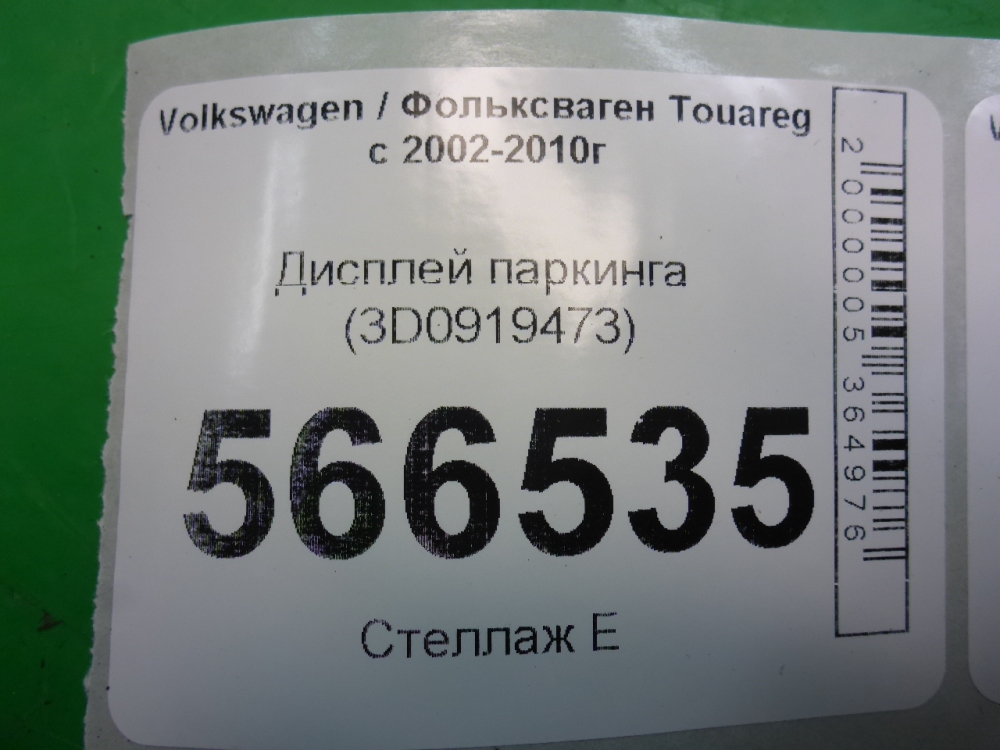 Volkswagen / Фольксваген Touareg
с 2002-2010г
Дисплей паркинга
(3D0919473)
566535
Стеллаж Е
2000005364976